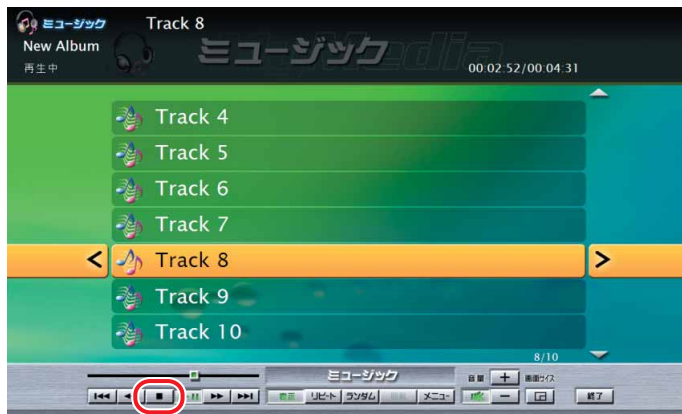 ミュージック
Track 8
New Album
再生中
ミュージック
00:02:52/00:04:31
Track 4
Track 5
Track 6
Track 7
Track 8
Track 9
Track 10
8/10
ミュージック
音量
画面サイズ
リピート
ランダム
メニュー
終了